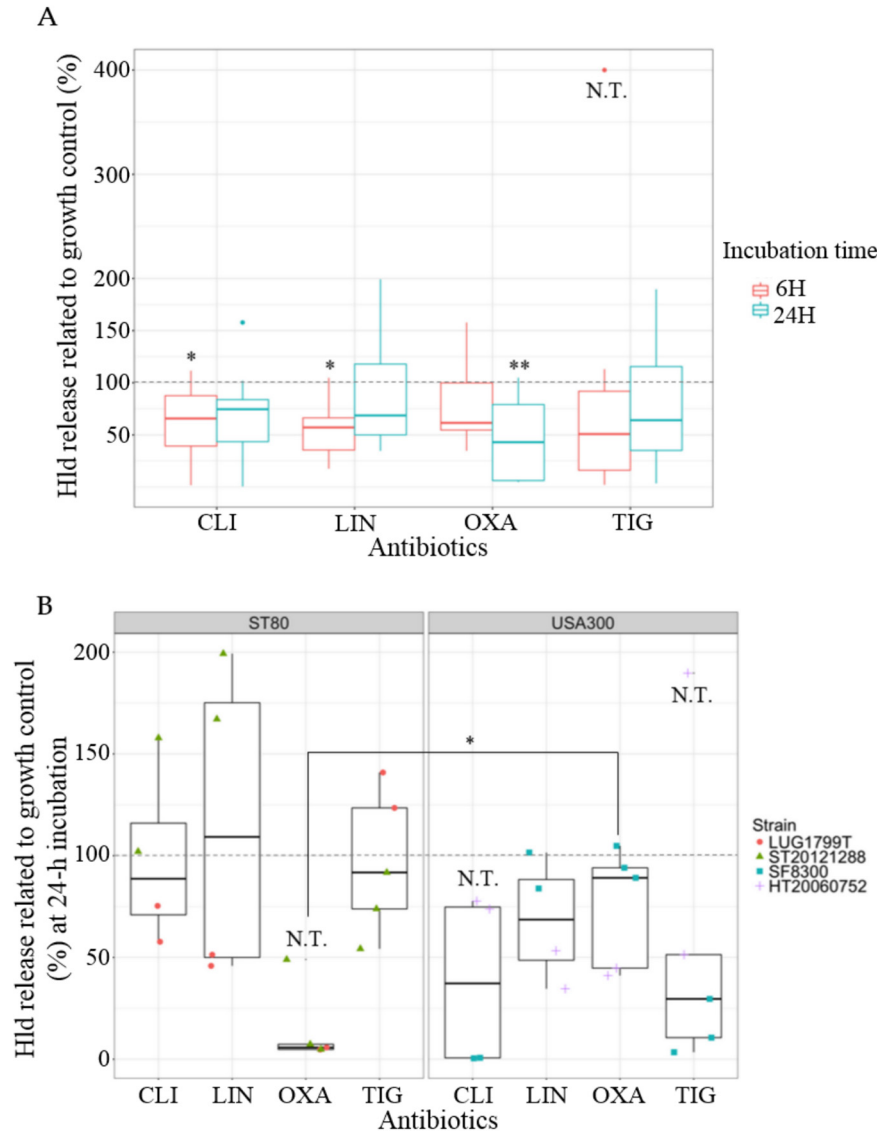 A
Hld release related to growth control (%)
400
300
200
150
100
50
N.T.
*
*
**
CLI
LIN
OXA
TIG
Antibiotics
Incubation time
6H
24H
B
Hld release related to growth control
(%) at 24-h incubation
ST80
USA300
200
150
100
50
0
*
N.T.
N.T.
N.T.
CLI
LIN
OXA
TIG
CLI
LIN
OXA
TIG
Antibiotics
Strain
LUG1799T
ST20121288
SF8300
HT20060752